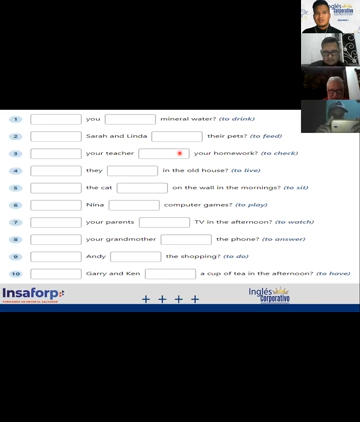 Inglés
Corporativo
1 you mineral water? (to drink)
2 Sarah and Linda their pets? (to feed)
3 your teacher your homework? (to check)
4 they in the old house? (to live)
5 the cat on the wall in the mornings? (to sit)
6 Nina computer games? (to play)
7 your parents TV in the afternoon? (to watch)
8 your grandmother the phone? (to answer)
9 Andy the shopping? (to do)
10 Garry and Ken a cup of tea in the afternoon? (to have)
Insaforp
+ + + +
Inglés
Corporativo